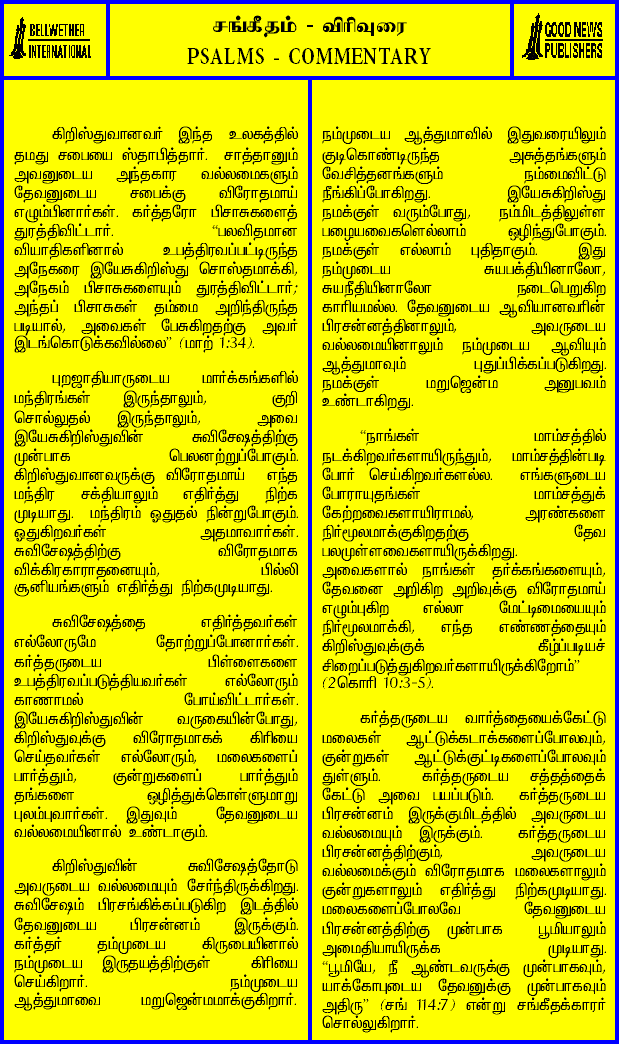 BELLWETHER
INTERNATIONAL
சங்கீதம் - விரிவுரை
PSALMS - COMMENTARY
GOOD NEWS
PUBLISHERS
கிறிஸ்துவானவர் இந்த உலகத்தில்
தமது சபையை ஸ்தாபித்தார். சாத்தானும்
அவனுடைய அந்தகார வல்லமைகளும்
தேவனுடைய சபைக்கு விரோதமாய்
எழும்பினார்கள். கர்த்தரோ பிசாசுகளைத்
துரத்திவிட்டார். “பலவிதமான
வியாதிகளினால் உபத்திரவப்பட்டிருந்த
அநேகரை இயேசுகிறிஸ்து சொஸ்தமாக்கி,
அநேகம் பிசாசுகளையும் துரத்திவிட்டார்;
அந்தப் பிசாசுகள் தம்மை அறிந்திருந்த
படியால், அவைகள் பேசுகிறதற்கு அவர்
இடங்கொடுக்கவில்லை” (மாற் 1:34).
புறஜாதியாருடைய மார்க்கங்களில்
மந்திரங்கள் இருந்தாலும், குறி
சொல்லுதல் இருந்தாலும், அவை
இயேசுகிறிஸ்துவின் சுவிசேஷத்திற்கு
முன்பாக பெலனற்றுப்போகும்.
கிறிஸ்துவானவருக்கு விரோதமாய் எந்த
மந்திர சக்தியாலும் எதிர்த்து நிற்க
முடியாது. மந்திரம் ஓதுதல் நின்றுபோகும்.
ஓதுகிறவர்கள் அதமாவார்கள்.
சுவிசேஷத்திற்கு விரோதமாக
விக்கிரகாராதனையும், பில்லி
சூனியங்களும் எதிர்த்து நிற்கமுடியாது.
சுவிசேஷத்தை எதிர்த்தவர்கள்
எல்லோருமே தோற்றுப்போனார்கள்.
கர்த்தருடைய பிள்ளைகளை
உபத்திரவப்படுத்தியவர்கள் எல்லோரும்
காணாமல் போய்விட்டார்கள்.
இயேசுகிறிஸ்துவின் வருகையின்போது,
கிறிஸ்துவுக்கு விரோதமாகக் கிரியை
செய்தவர்கள் எல்லோரும், மலைகளைப்
பார்த்தும், குன்றுகளைப் பார்த்தும்
தங்களை ஒழித்துக்கொள்ளுமாறு
புலம்புவார்கள். இதுவும் தேவனுடைய
வல்லமையினால் உண்டாகும்.
கிறிஸ்துவின் சுவிசேஷத்தோடு
அவருடைய வல்லமையும் சேர்ந்திருக்கிறது.
சுவிசேஷம் பிரசங்கிக்கப்படுகிற இடத்தில்
தேவனுடைய பிரசன்னம் இருக்கும்.
கர்த்தர் தம்முடைய கிருபையினால்
நம்முடைய இருதயத்திற்குள் கிரியை
செய்கிறார். நம்முடைய
ஆத்துமாவை மறுஜென்மமாக்குகிறார்.
நம்முடைய ஆத்துமாவில் இதுவரையிலும்
குடிகொண்டிருந்த அசுத்தங்களும்
வேசித்தனங்களும் நம்மைவிட்டு
நீங்கிப்போகிறது. இயேசுகிறிஸ்து
நமக்குள் வரும்போது, நம்மிடத்திலுள்ள
பழையவைகளெல்லாம் ஒழிந்துபோகும்.
நமக்குள் எல்லாம் புதிதாகும். இது
நம்முடைய சுயபக்தியினாலோ,
சுயநீதியினாலோ நடைபெறுகிற
காரியமல்ல. தேவனுடைய ஆவியானவரின்
பிரசன்னத்தினாலும், அவருடைய
வல்லமையினாலும் நம்முடைய ஆவியும்
ஆத்துமாவும் புதுப்பிக்கப்படுகிறது.
நமக்குள் மறுஜென்ம அனுபவம்
உண்டாகிறது.
“நாங்கள் மாம்சத்தில்
நடக்கிறவர்களாயிருந்தும், மாம்சத்தின்படி
போர் செய்கிறவர்களல்ல. எங்களுடைய
போராயுதங்கள் மாம்சத்துக்
கேற்றவைகளாயிராமல், அரண்களை
நிர்மூலமாக்குகிறதற்கு தேவ
பலமுள்ளவைகளாயிருக்கிறது.
அவைகளால் நாங்கள் தர்க்கங்களையும்,
தேவனை அறிகிற அறிவுக்கு விரோதமாய்
எழும்புகிற எல்லா மேட்டிமையையும்
நிர்மூலமாக்கி, எந்த எண்ணத்தையும்
கிறிஸ்துவுக்குக் கீழ்ப்படியச்
சிறைப்படுத்துகிறவர்களாயிருக்கிறோம்”
(2கொரி 10:3-5).
கர்த்தருடைய வார்த்தையைக்கேட்டு
மலைகள் ஆட்டுக்கடாக்களைப்போலவும்,
குன்றுகள் ஆட்டுக்குட்டிகளைப்போலவும்
துள்ளும். கர்த்தருடைய சத்தத்தைக்
கேட்டு அவை பயப்படும். கர்த்தருடைய
பிரசன்னம் இருக்குமிடத்தில் அவருடைய
வல்லமையும் இருக்கும். கர்த்தருடைய
பிரசன்னத்திற்கும், அவருடைய
வல்லமைக்கும் விரோதமாக மலைகளாலும்
குன்றுகளாலும் எதிர்த்து நிற்கமுடியாது.
மலைகளைப்போலவே தேவனுடைய
பிரசன்னத்திற்கு முன்பாக பூமியாலும்
அமைதியாயிருக்க முடியாது.
“பூமியே, நீ ஆண்டவருக்கு முன்பாகவும்,
யாக்கோபுடைய தேவனுக்கு முன்பாகவும்
அதிரு” (சங் 114:7) என்று சங்கீதக்காரர்
சொல்லுகிறார்.